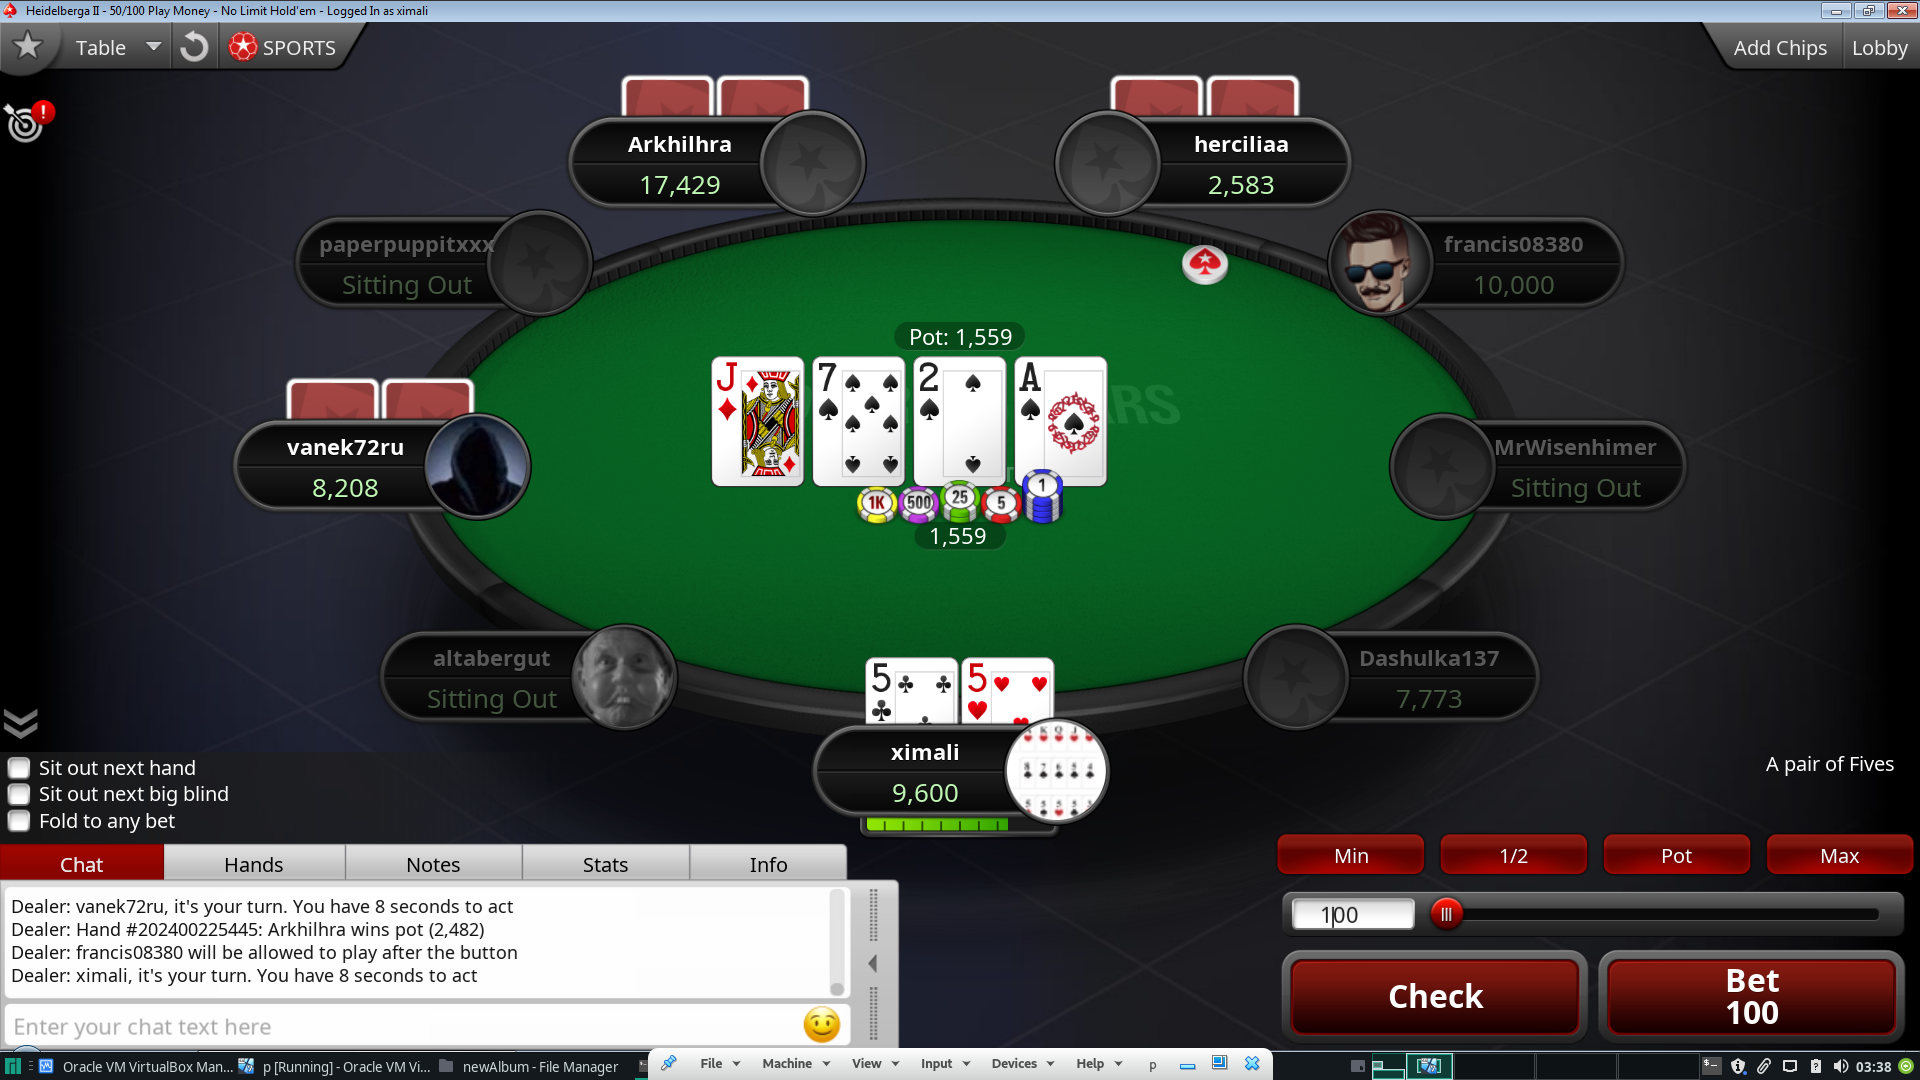 Heidelberga II - 50/100 Play Money - No Limit Hold'em - Logged In as ximali
Table
SPORTS
Add Chips
Lobby
Arkhilhra
17,429
herciliaa
2,583
paperpuppitxxx
Sitting Out
francis08380
10,000
Pot: 1,559
J
7
2
A
ARS
vanek72ru
8,208
MrWisenhimer
Sitting Out
1K
500
25
5
1
1,559
altabergut
Sitting Out
Dashulka137
7,773
5
5
ximali
9,600
A pair of Fives
Sit out next hand
Sit out next big blind
Fold to any bet
Min
1/2
Pot
Max
Chat
Hands
Notes
Stats
Info
100
Dealer: vanek72ru, it's your turn. You have 8 seconds to act
Dealer: Hand #202400225445: Arkhilhra wins pot (2,482)
Dealer: francis08380 will be allowed to play after the button
Dealer: ximali, it's your turn. You have 8 seconds to act
Check
Bet
100
Enter your chat text here
Oracle VM VirtualBox Man...
p [Running] - Oracle VM Vi...
newAlbum - File Manager
File
Machine
View
Input
Devices
Help
p
03:38